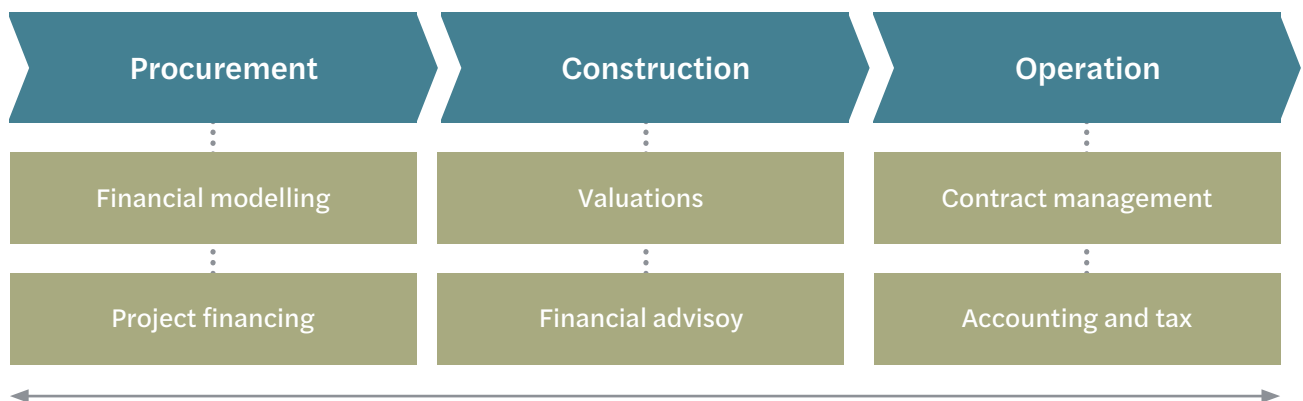 Procurement
Construction
Operation
Financial modelling
Valuations
Contract management
Project financing
Financial advisoy
Accounting and tax